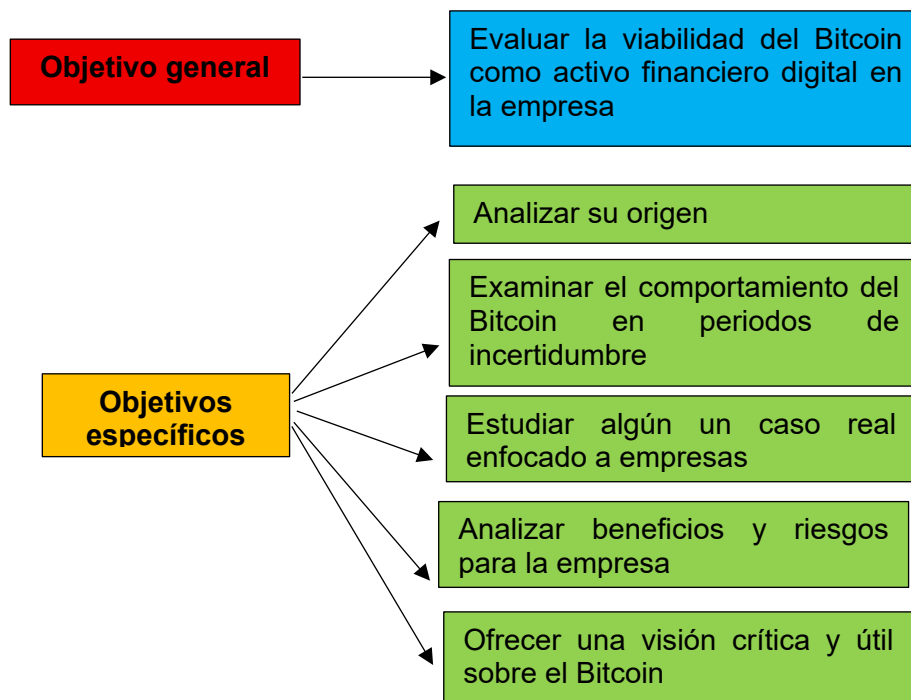 Objetivo general
Evaluar la viabilidad del Bitcoin
como activo financiero digital en
la empresa
Analizar su origen
Examinar el comportamiento del
Bitcoin en periodos de
incertidumbre
Objetivos
específicos
Estudiar algún un caso real
enfocado a empresas
Analizar beneficios y riesgos
para la empresa
Ofrecer una visión crítica y útil
sobre el Bitcoin